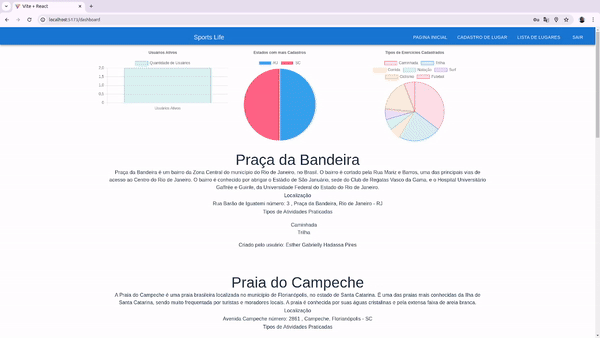 Vite + React
localhost:5173/dashboard
Sports Life
PAGINA INICIAL
CADASTRO DE LUGAR
LISTA DE LUGARES
SAIR
Usuários Ativos
Quantidade de Usuários
2,0
1,5
1,0
0,5
0
Usuários Ativos
Estados com mais Cadastros
RJ SC
Tipos de Exercícios Cadastrados
Caminhada Trilha
Corrida Natação Surf
Ciclismo Futebol
Praça da Bandeira
Praça da Bandeira é um bairro da Zona Central do município do Rio de Janeiro, no Brasil. O bairro é cortado pela Rua Mariz e Barros, uma das principais vias de
acesso ao Centro do Rio de Janeiro. O bairro é conhecido por abrigar o Estádio de São Januário, sede do Club de Regatas Vasco da Gama, e o Hospital Universitário
Gaffrée e Guinle, da Universidade Federal do Estado do Rio de Janeiro.
Localização
Rua Barão de Iguatemi número: 3 , Praça da Bandeira, Rio de Janeiro - RJ
Tipos de Atividades Praticadas
Caminhada
Trilha
Criado pelo usuário: Esther Gabrielly Hadassa Pires
Praia do Campeche
A Praia do Campeche é uma praia brasileira localizada no município de Florianópolis, no estado de Santa Catarina. É uma das praias mais conhecidas da Ilha de
Santa Catarina, sendo muito frequentada por turistas e moradores locais. A praia é conhecida por suas águas cristalinas e pela extensa faixa de areia branca.
Localização
Avenida Campeche número: 2861 , Campeche, Florianópolis - SC
Tipos de Atividades Praticadas